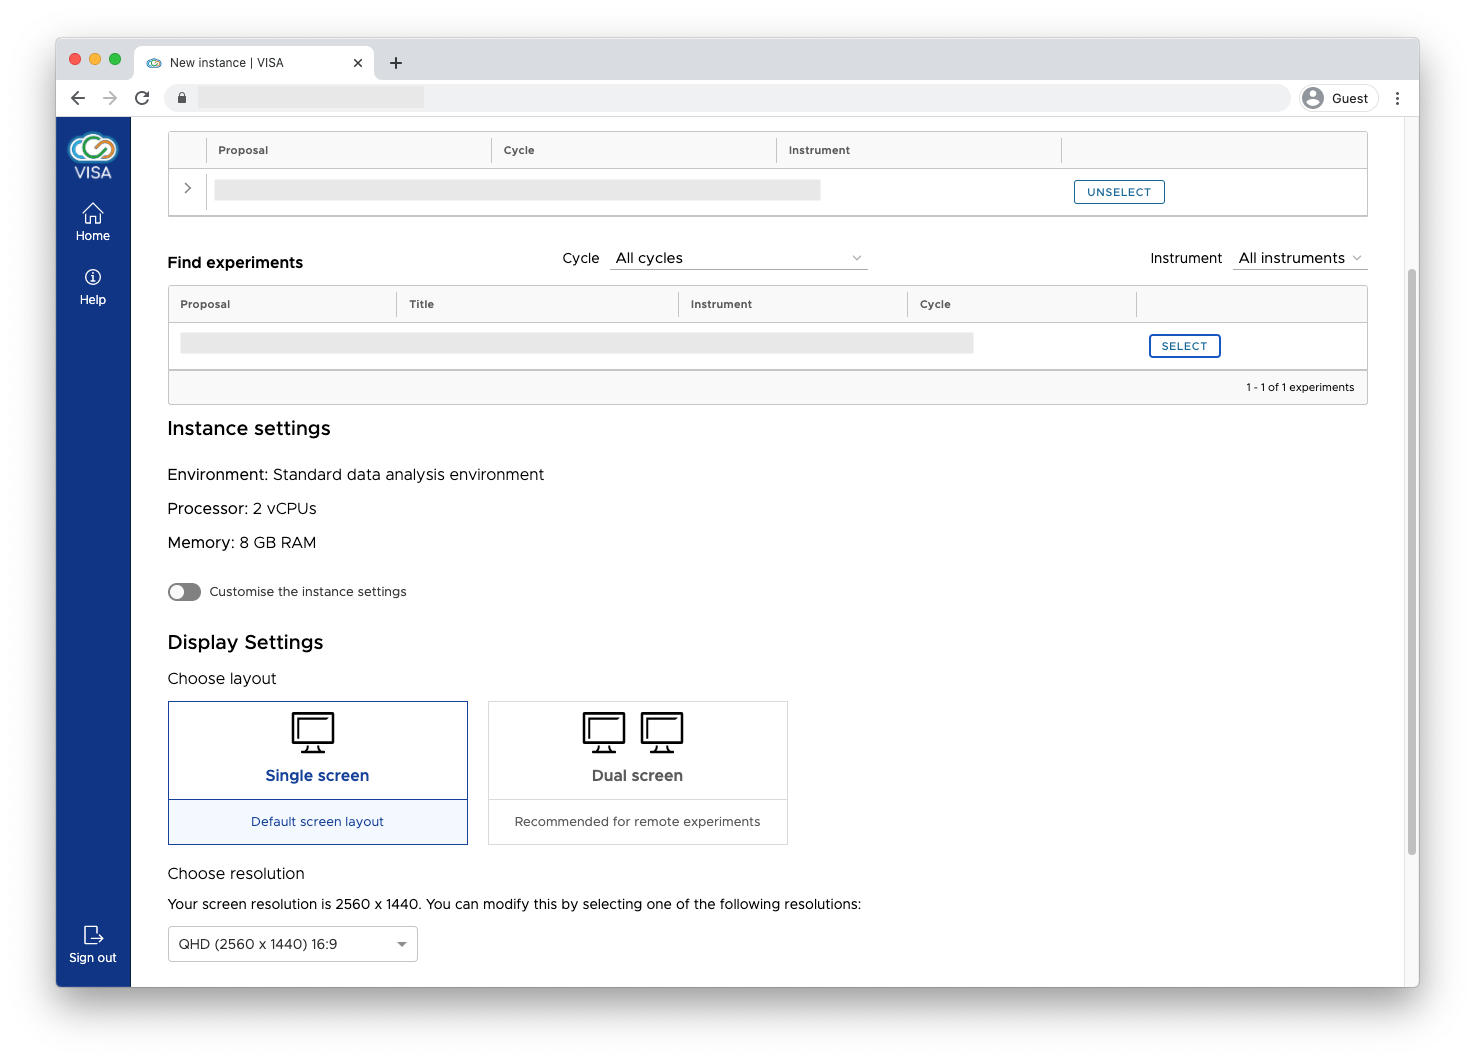 New instance | VISA
Guest
VISA
Home
Help
Sign out
Proposal Cycle Instrument
UNSELECT
Find experiments Cycle All cycles Instrument All instruments
Proposal Title Instrument Cycle
SELECT
1 - 1 of 1 experiments
Instance settings
Environment: Standard data analysis environment
Processor: 2 vCPUs
Memory: 8 GB RAM
Customise the instance settings
Display Settings
Choose layout
Single screen
Default screen layout
Dual screen
Recommended for remote experiments
Choose resolution
Your screen resolution is 2560 x 1440. You can modify this by selecting one of the following resolutions:
QHD (2560 x 1440) 16:9